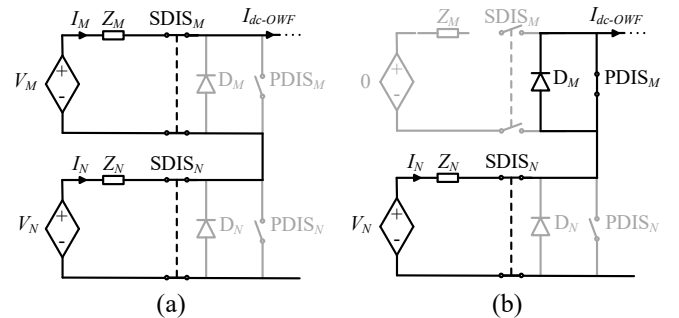 I_M Z_M SDIS_M I_dc-OWF
V_M + - D_M PDIS_M
I_N Z_N SDIS_N
V_N + - D_N PDIS_N
(a)
Z_M SDIS_M I_dc-OWF
0 + - D_M PDIS_M
I_N Z_N SDIS_N
V_N + - D_N PDIS_N
(b)